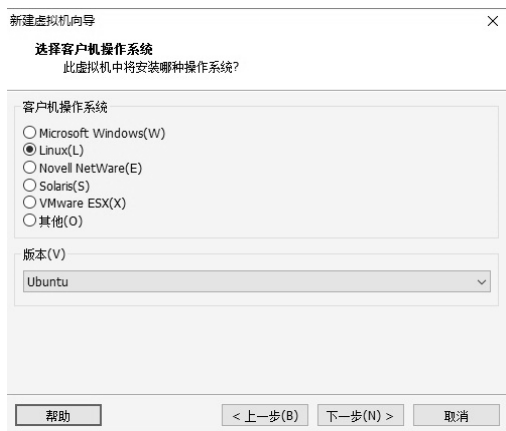 新建虚拟机向导
选择客户机操作系统
此虚拟机中将安装哪种操作系统?
客户机操作系统
Microsoft Windows(W)
Linux(L)
Novell NetWare(E)
Solaris(S)
VMware ESX(X)
其他(O)
版本(V)
Ubuntu
帮助 < 上一步(B) 下一步(N) > 取消